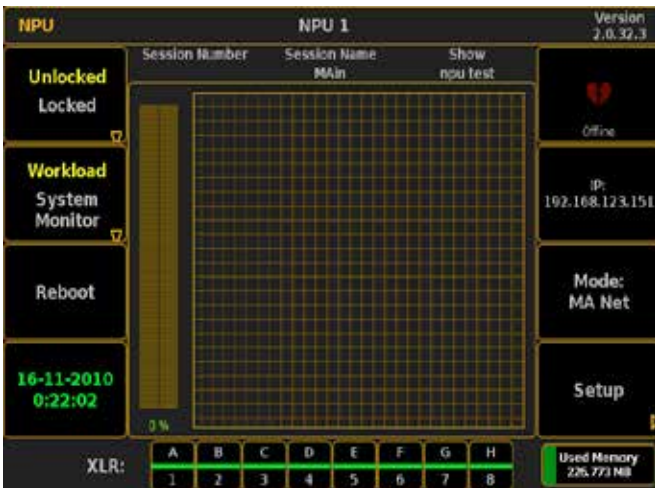 NPU
NPU 1
Version
2.0.32.3
Session Number
Session Name
MAin
Show
npu test
Unlocked
Locked
Offline
Workload
System
Monitor
IP:
192.168.123.151
Reboot
Mode:
MA Net
16-11-2010
0:22:02
Setup
0 %
XLR:
A B C D E F G H
1 2 3 4 5 6 7 8
Used Memory
226.773 MB